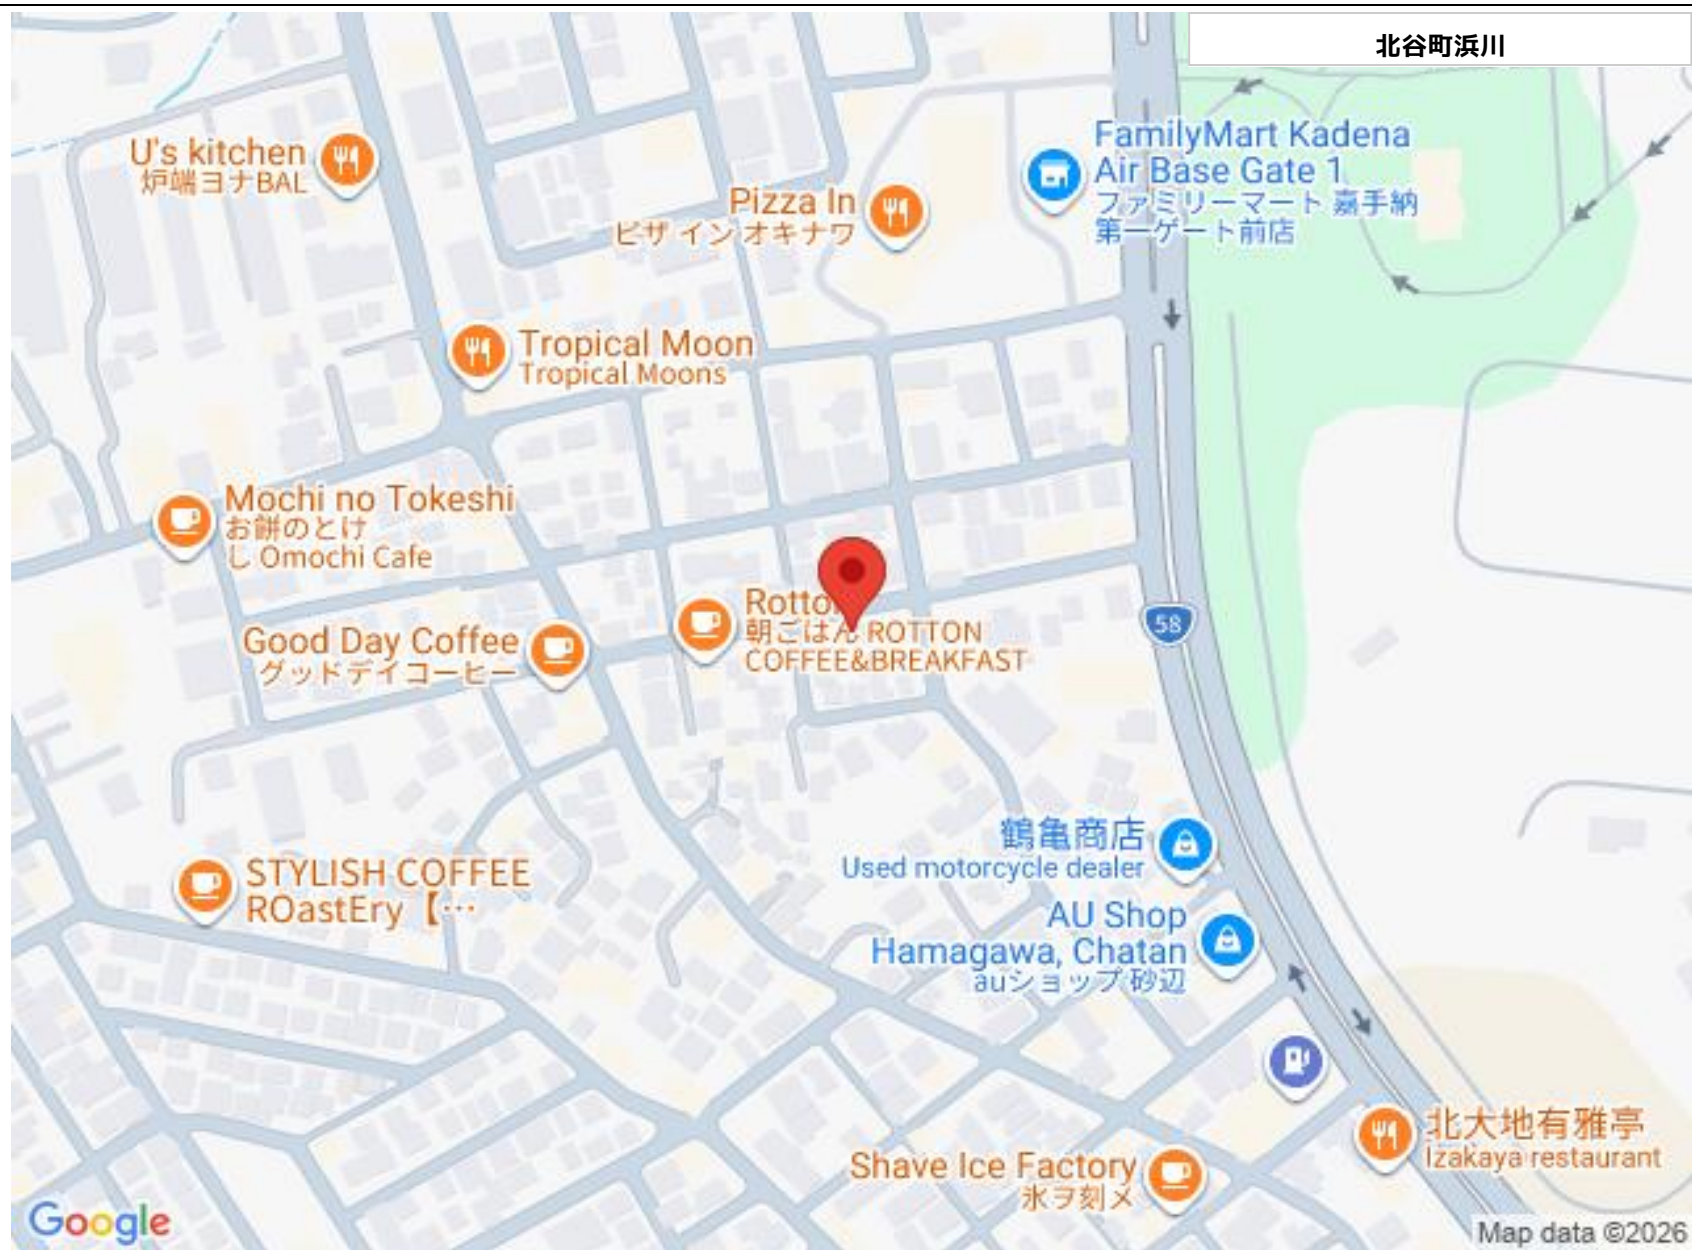 北谷町浜川
FamilyMart Kadena
Air Base Gate 1
ファミリーマート 嘉手納
第一ゲート前店
U's kitchen
炉端ヨナBAL
Pizza In
ピザ イン オキナワ
Tropical Moon
Tropical Moons
Mochi no Tokeshi
お餅のとけ
し Omochi Cafe
Rotto
朝ごはん ROTTON
COFFEE&BREAKFAST
58
Good Day Coffee
グッドデイコーヒー
鶴亀商店
Used motorcycle dealer
STYLISH COFFEE
ROastEry【…
AU Shop
Hamagawa, Chatan
auショップ 砂辺
北大地有雅亭
Izakaya restaurant
Shave Ice Factory
氷ヲ刻メ
Google
Map data ©2026